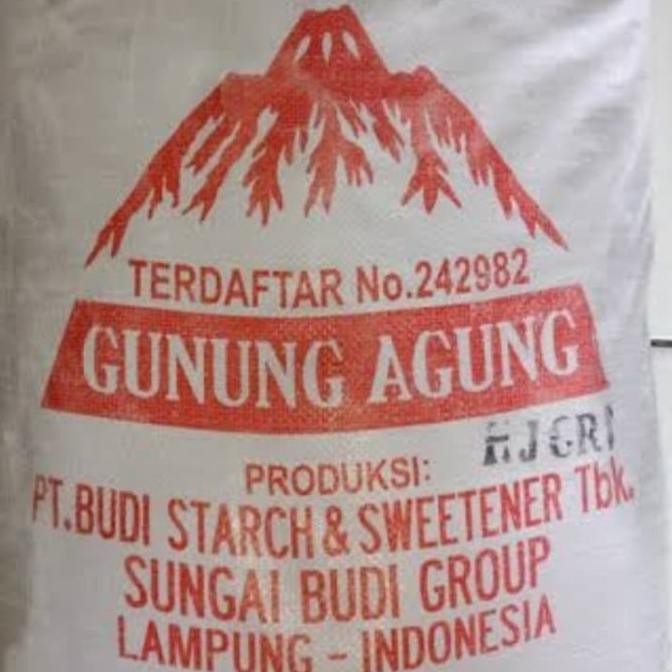 TERDAFTAR No.242982
GUNUNG AGUNG
PRODUKSI:
PT.BUDI STARCH & SWEETENER Tbk.
SUNGAI BUDI GROUP
LAMPUNG - INDONESIA